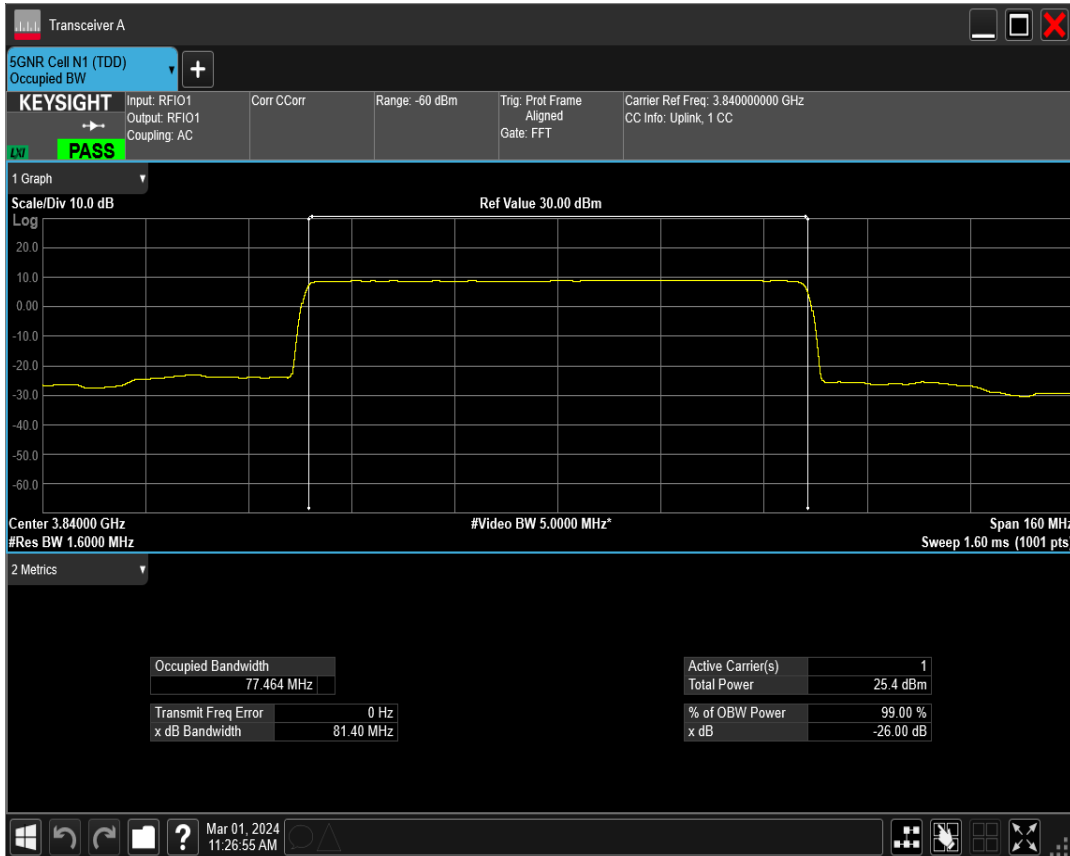 Transceiver A
5GNR Cell N1 (TDD)
Occupied BW
+
KEYSIGHT
LXI
PASS
Input: RFIO1
Output: RFIO1
Coupling: AC
Corr CCorr
Range: -60 dBm
Trig: Prot Frame
Aligned
Gate: FFT
Carrier Ref Freq: 3.840000000 GHz
CC Info: Uplink, 1 CC
1 Graph
Scale/Div 10.0 dB
Ref Value 30.00 dBm
Log
20.0
10.0
0.00
-10.0
-20.0
-30.0
-40.0
-50.0
-60.0
Center 3.84000 GHz
#Video BW 5.0000 MHz*
Span 160 MHz
#Res BW 1.6000 MHz
Sweep 1.60 ms (1001 pts)
2 Metrics
Occupied Bandwidth
77.464 MHz
Transmit Freq Error 0 Hz
x dB Bandwidth 81.40 MHz
Active Carrier(s) 1
Total Power 25.4 dBm
% of OBW Power 99.00 %
x dB -26.00 dB
?
Mar 01, 2024
11:26:55 AM